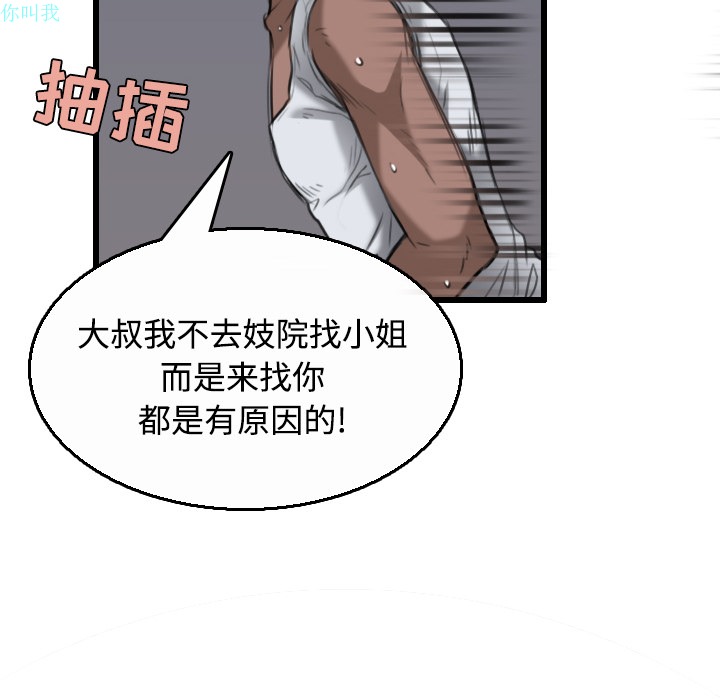 你叫我
抽插
大叔我不去妓院找小姐
而是来找你
都是有原因的!